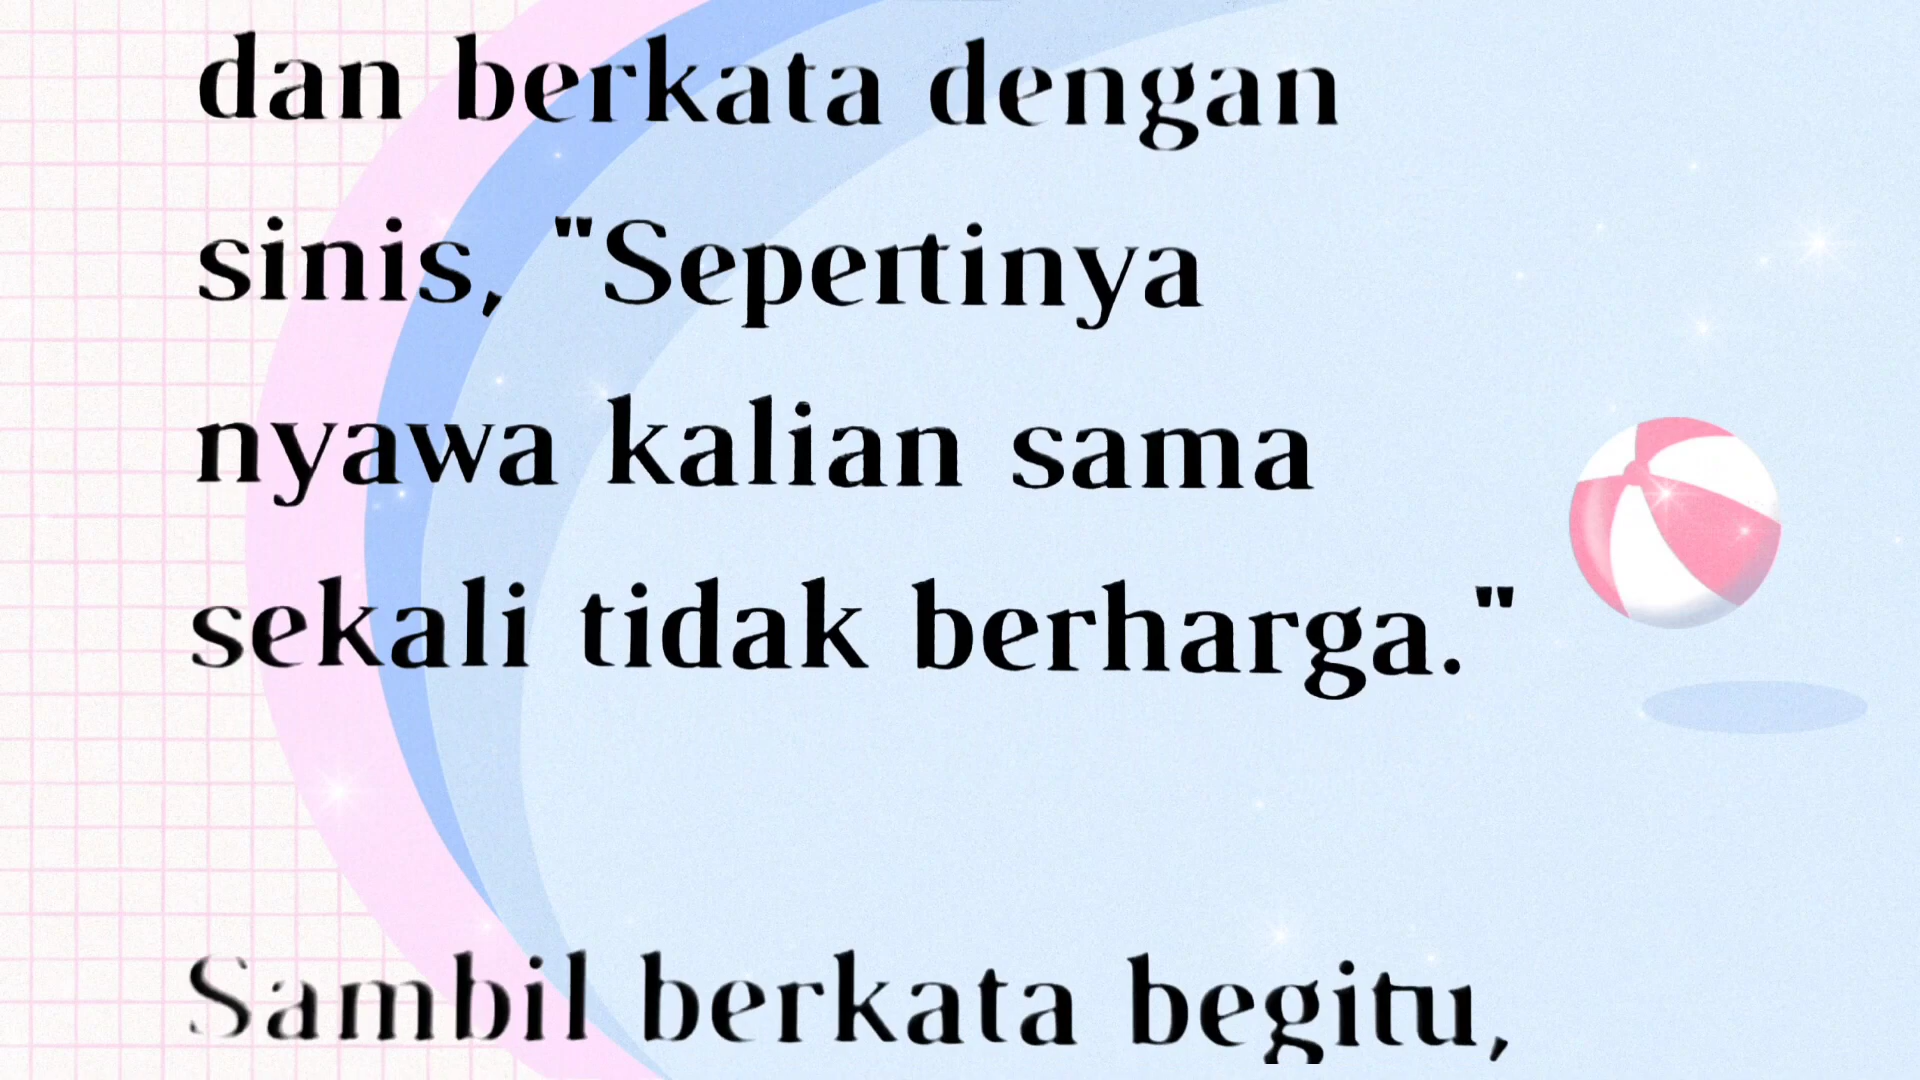 dan berkata dengan
sinis, "Sepertinya
nyawa kalian sama
sekali tidak berharga."
Sambil berkata begitu,